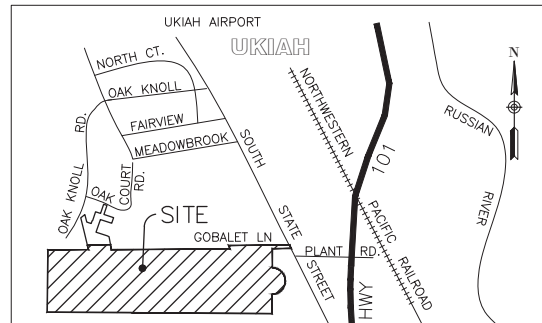 UKIAH AIRPORT
UKIAH
NORTH CT.
OAK KNOLL
FAIRVIEW
MEADOWBROOK
OAK KNOLL RD.
OAK COURT RD.
SITE
GOBALET LN
SOUTH STATE STREET
PLANT RD.
NORTHWESTERN PACIFIC RAILROAD
HWY 101
RUSSIAN RIVER
N